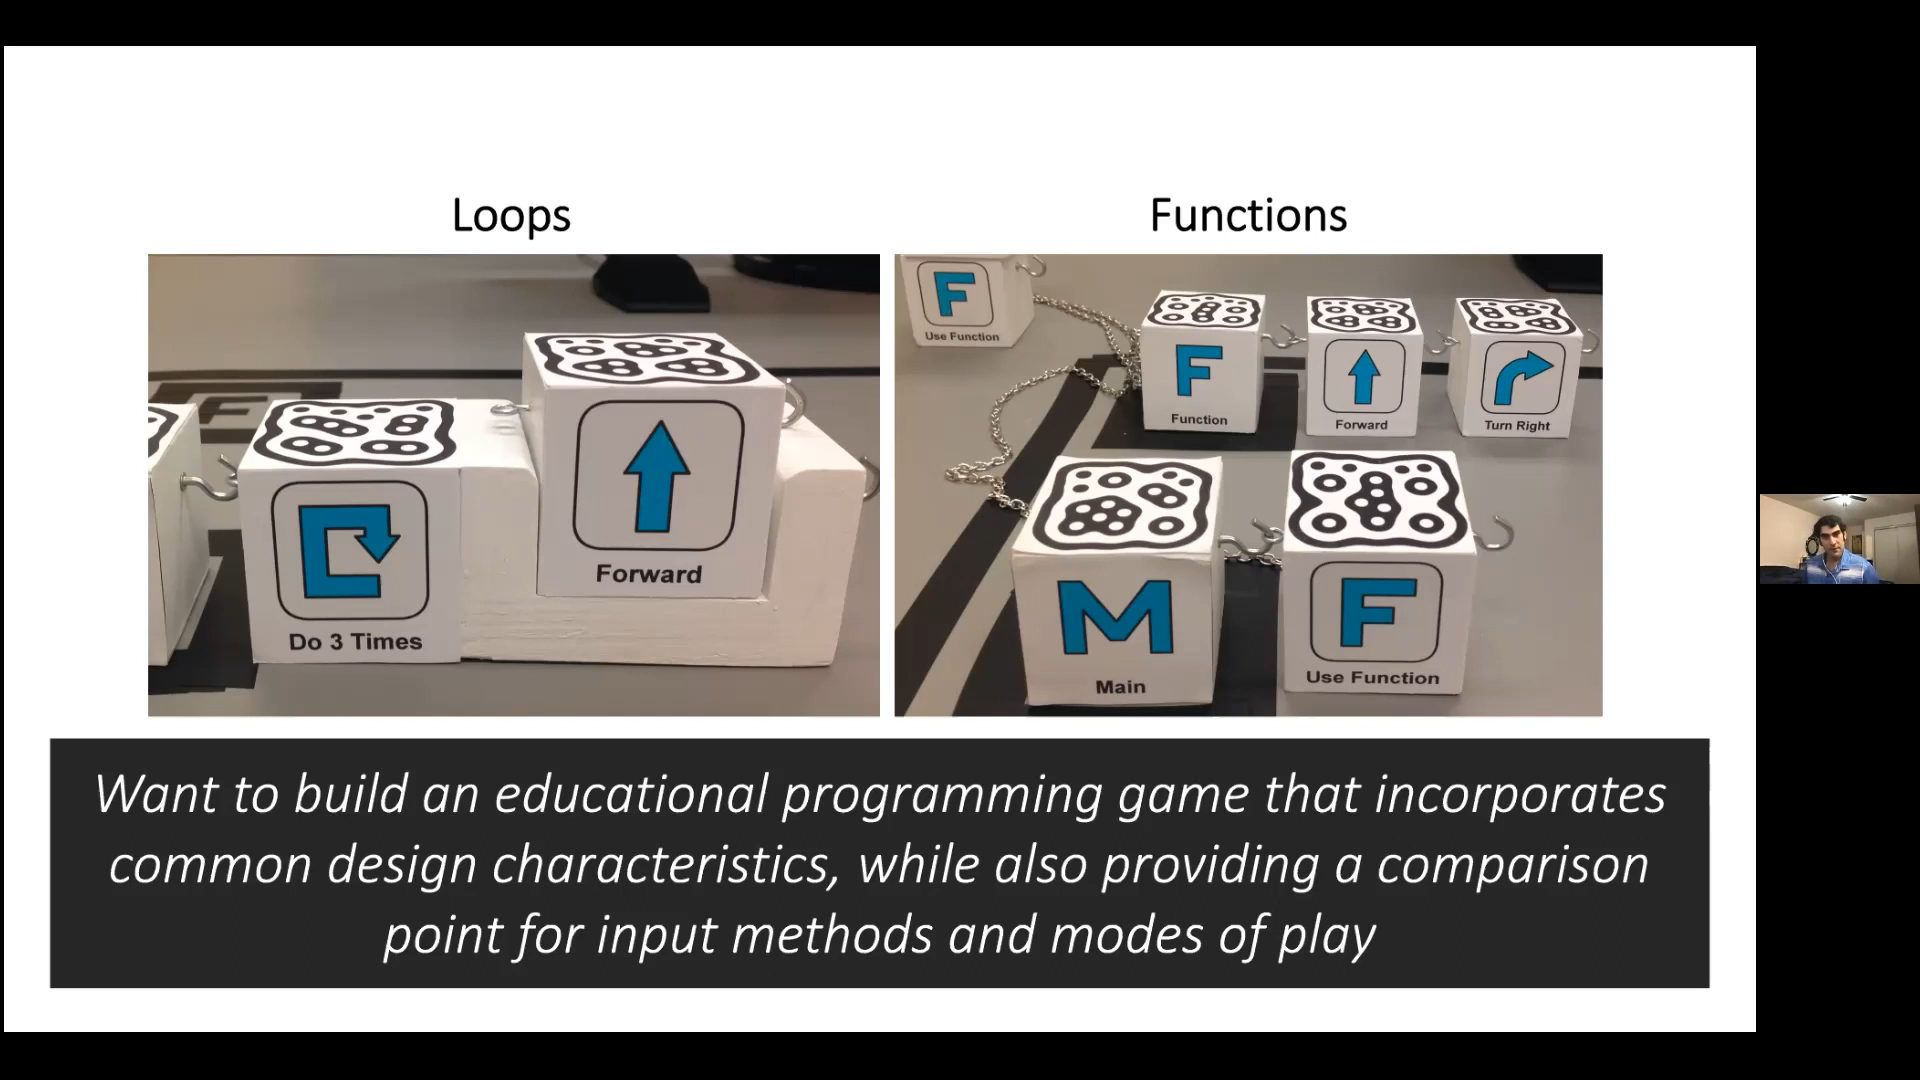 Loops
Functions
Do 3 Times
Forward
F
Use Function
F
Function
Forward
Turn Right
M
Main
F
Use Function
Want to build an educational programming game that incorporates
common design characteristics, while also providing a comparison
point for input methods and modes of play